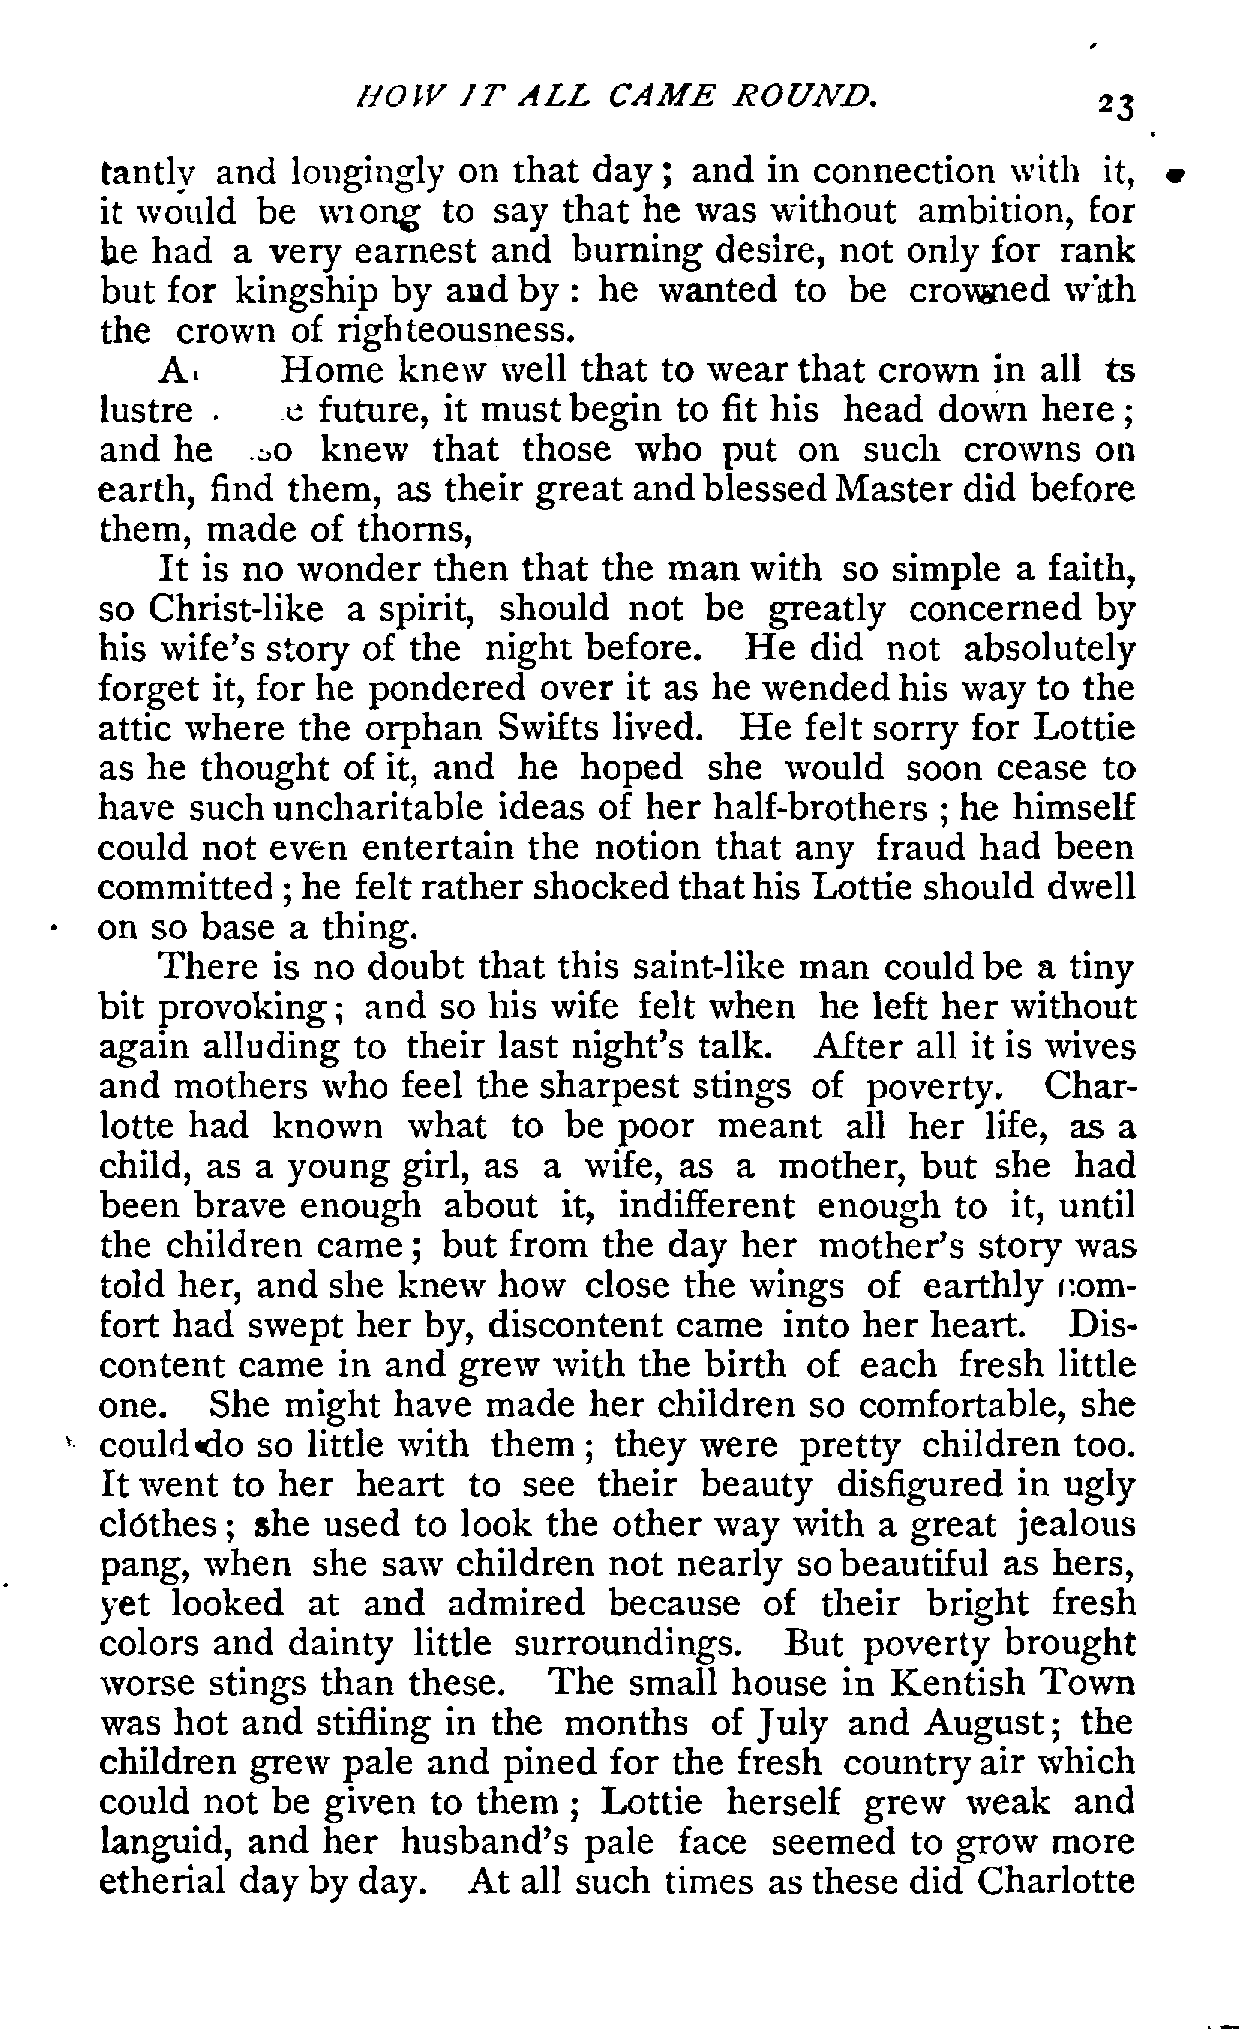 HOW IT ALL CAME ROUND. 23
tantly and longingly on that day; and in connection with it,
it would be wrong to say that he was without ambition, for
he had a very earnest and burning desire, not only for rank
but for kingship by and by: he wanted to be crowned with
the crown of righteousness.
Home knew well that to wear that crown in all ts
lustre future, it must begin to fit his head down here;
and he knew that those who put on such crowns on
earth, find them, as their great and blessed Master did before
them, made of thorns,
It is no wonder then that the man with so simple a faith,
so Christ-like a spirit, should not be greatly concerned by
his wife's story of the night before. He did not absolutely
forget it, for he pondered over it as he wended his way to the
attic where the orphan Swifts lived. He felt sorry for Lottie
as he thought of it, and he hoped she would soon cease to
have such uncharitable ideas of her half-brothers; he himself
could not even entertain the notion that any fraud had been
committed; he felt rather shocked that his Lottie should dwell
on so base a thing.
There is no doubt that this saint-like man could be a tiny
bit provoking; and so his wife felt when he left her without
again alluding to their last night's talk. After all it is wives
and mothers who feel the sharpest stings of poverty. Char-
lotte had known what to be poor meant all her life, as a
child, as a young girl, as a wife, as a mother, but she had
been brave enough about it, indifferent enough to it, until
the children came; but from the day her mother's story was
told her, and she knew how close the wings of earthly com-
fort had swept her by, discontent came into her heart. Dis-
content came in and grew with the birth of each fresh little
one. She might have made her children so comfortable, she
could do so little with them; they were pretty children too.
It went to her heart to see their beauty disfigured in ugly
clothes; she used to look the other way with a great jealous
pang, when she saw children not nearly so beautiful as hers,
yet looked at and admired because of their bright fresh
colors and dainty little surroundings. But poverty brought
worse stings than these. The small house in Kentish Town
was hot and stifling in the months of July and August; the
children grew pale and pined for the fresh country air which
could not be given to them; Lottie herself grew weak and
languid, and her husband's pale face seemed to grow more
etherial day by day. At all such times as these did Charlotte